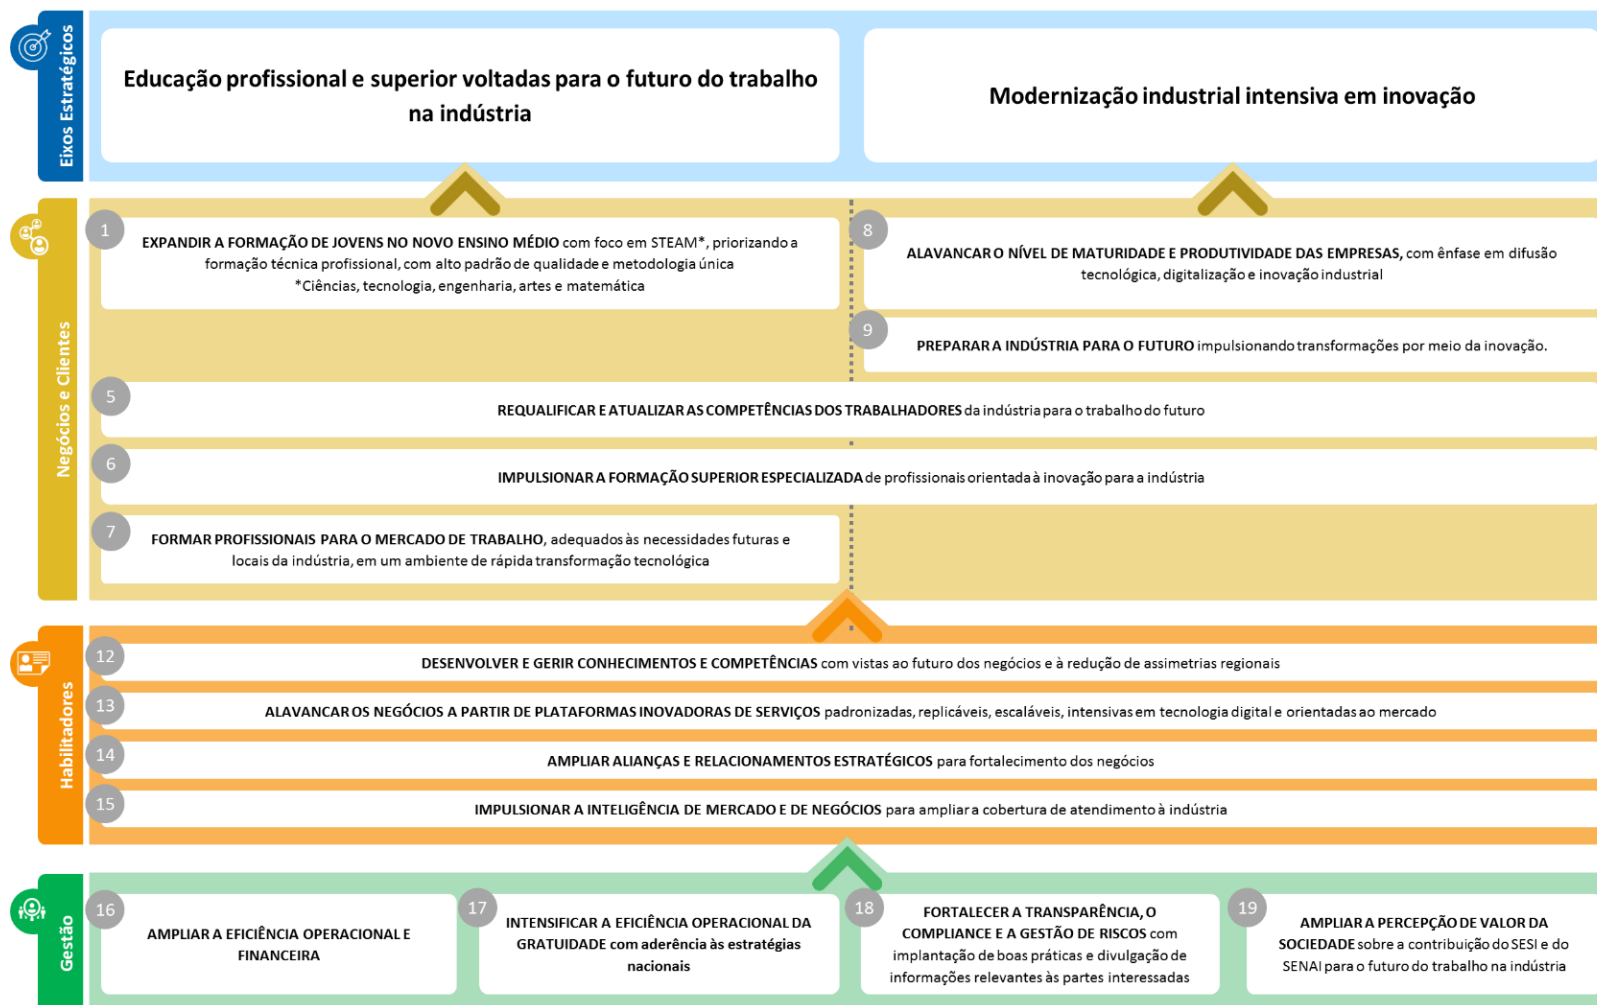 Eixos Estratégicos
Educação profissional e superior voltadas para o futuro do trabalho
na indústria
Modernização industrial intensiva em inovação
Negócios e Clientes
1
EXPANDIR A FORMAÇÃO DE JOVENS NO NOVO ENSINO MÉDIO com foco em STEAM*, priorizando a
formação técnica profissional, com alto padrão de qualidade e metodologia única
*Ciências, tecnologia, engenharia, artes e matemática
8
ALAVANCAR O NÍVEL DE MATURIDADE E PRODUTIVIDADE DAS EMPRESAS, com ênfase em difusão
tecnológica, digitalização e inovação industrial
9
PREPARAR A INDÚSTRIA PARA O FUTURO impulsionando transformações por meio da inovação.
5
REQUALIFICAR E ATUALIZAR AS COMPETÊNCIAS DOS TRABALHADORES da indústria para o trabalho do futuro
6
IMPULSIONAR A FORMAÇÃO SUPERIOR ESPECIALIZADA de profissionais orientada à inovação para a indústria
7
FORMAR PROFISSIONAIS PARA O MERCADO DE TRABALHO, adequados às necessidades futuras e
locais da indústria, em um ambiente de rápida transformação tecnológica
Habilitadores
12
DESENVOLVER E GERIR CONHECIMENTOS E COMPETÊNCIAS com vistas ao futuro dos negócios e à redução de assimetrias regionais
13
ALAVANCAR OS NEGÓCIOS A PARTIR DE PLATAFORMAS INOVADORAS DE SERVIÇOS padronizadas, replicáveis, escaláveis, intensivas em tecnologia digital e orientadas ao mercado
14
AMPLIAR ALIANÇAS E RELACIONAMENTOS ESTRATÉGICOS para fortalecimento dos negócios
15
IMPULSIONAR A INTELIGÊNCIA DE MERCADO E DE NEGÓCIOS para ampliar a cobertura de atendimento à indústria
Gestão
16
AMPLIAR A EFICIÊNCIA OPERACIONAL E
FINANCEIRA
17
INTENSIFICAR A EFICIÊNCIA OPERACIONAL DA
GRATUIDADE com aderência às estratégias
nacionais
18
FORTALECER A TRANSPARÊNCIA, O
COMPLIANCE E A GESTÃO DE RISCOS com
implantação de boas práticas e divulgação de
informações relevantes às partes interessadas
19
AMPLIAR A PERCEPÇÃO DE VALOR DA
SOCIEDADE sobre a contribuição do SESI e do
SENAI para o futuro do trabalho na indústria